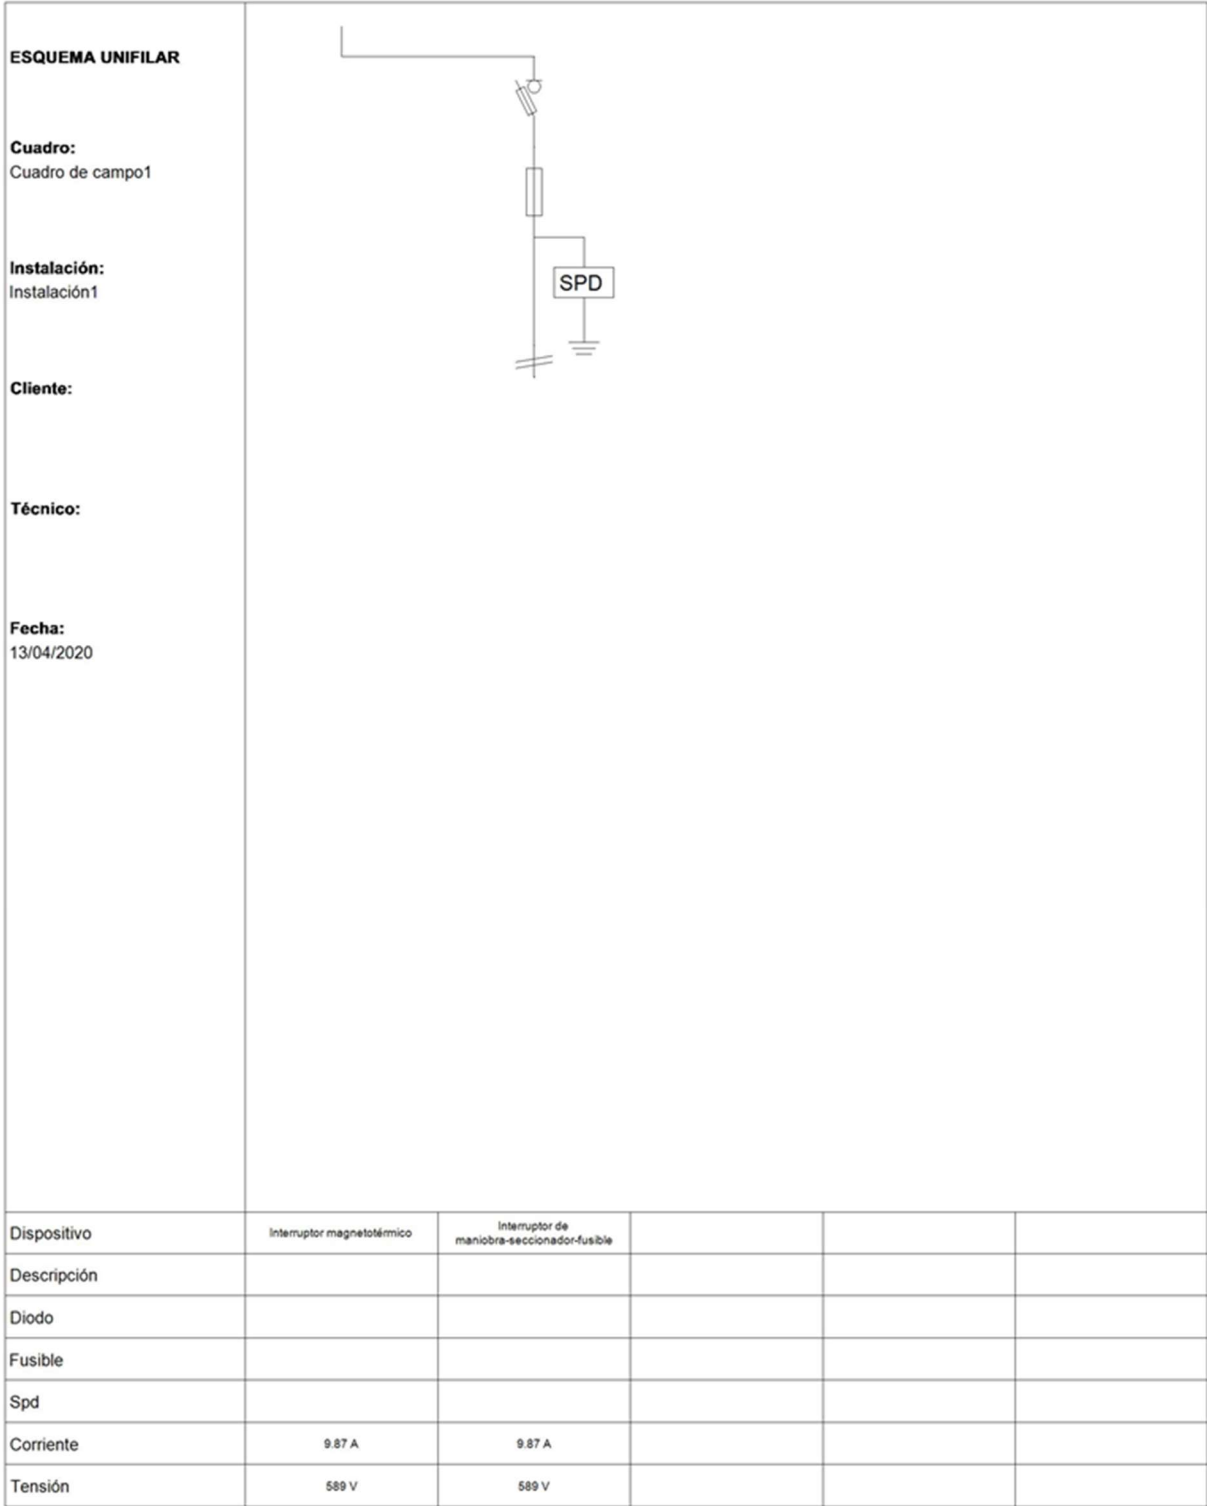 ESQUEMA UNIFILAR
Cuadro:
Cuadro de campo1
Instalación:
Instalación1
SPD
Cliente:
Técnico:
Fecha:
13/04/2020
Dispositivo
Interruptor magnetotérmico
Interruptor de
maniobra-seccionador-fusible
Descripción
Diodo
Fusible
Spd
Corriente
9.87 A
9.87 A
Tensión
589 V
589 V